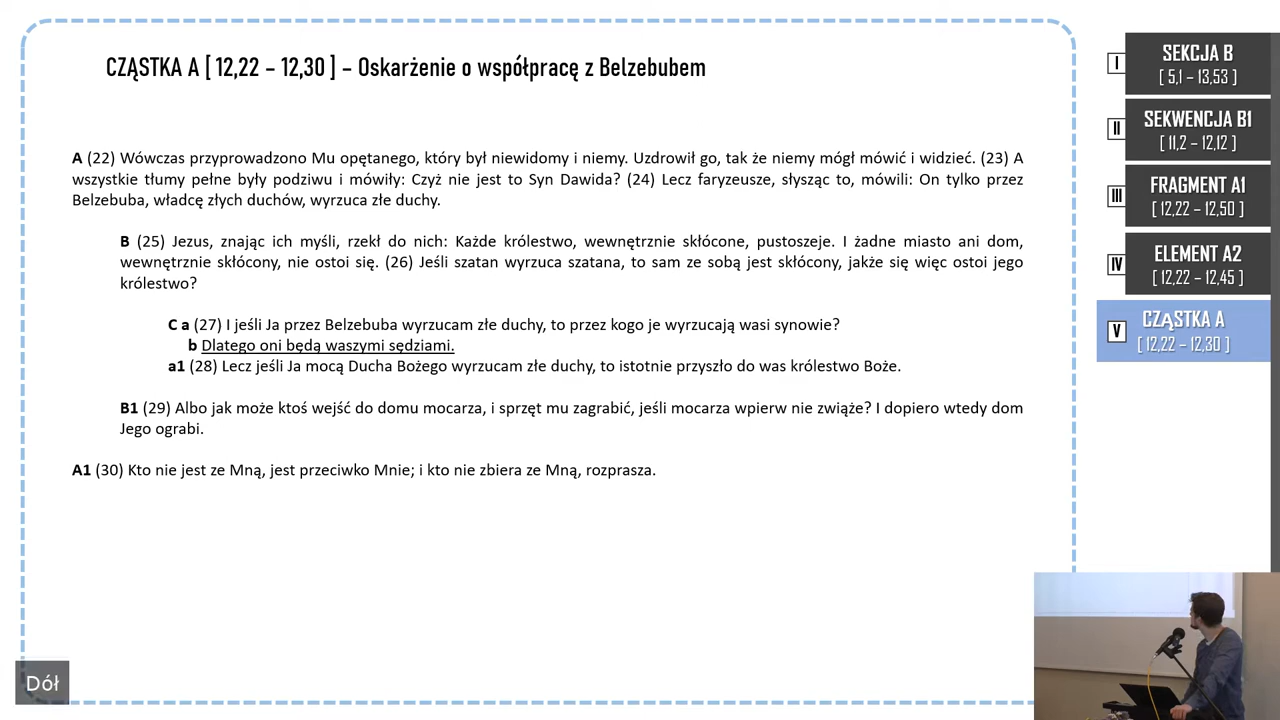 CZĄSTKA A [ 12,22 – 12,30 ] – Oskarżenie o współpracę z Belzebubem
A (22) Wówczas przyprowadzono Mu opętanego, który był niewidomy i niemy. Uzdrowił go, tak że niemy mógł mówić i widzieć. (23) A
wszystkie tłumy pełne były podziwu i mówiły: Czyż nie jest to Syn Dawida? (24) Lecz faryzeusze, słysząc to, mówili: On tylko przez
Belzebuba, władcę złych duchów, wyrzuca złe duchy.
B (25) Jezus, znając ich myśli, rzekł do nich: Każde królestwo, wewnętrznie skłócone, pustoszeje. I żadne miasto ani dom,
wewnętrznie skłócony, nie ostoi się. (26) Jeśli szatan wyrzuca szatana, to sam ze sobą jest skłócony, jakże się więc ostoi jego
królestwo?
C a (27) I jeśli Ja przez Belzebuba wyrzucam złe duchy, to przez kogo je wyrzucają wasi synowie?
b Dlatego oni będą waszymi sędziami.
a1 (28) Lecz jeśli Ja mocą Ducha Bożego wyrzucam złe duchy, to istotnie przyszło do was królestwo Boże.
B1 (29) Albo jak może ktoś wejść do domu mocarza, i sprzęt mu zagrabić, jeśli mocarza wpierw nie zwiąże? I dopiero wtedy dom
Jego ograbi.
A1 (30) Kto nie jest ze Mną, jest przeciwko Mnie; i kto nie zbiera ze Mną, rozprasza.
I
SEKCJA B
[ 5,1 – 13,53 ]
II
SEKWENCJA B1
[ 11,2 – 12,12 ]
III
FRAGMENT A1
[ 12,22 – 12,50 ]
IV
ELEMENT A2
[ 12,22 – 12,45 ]
V
CZĄSTKA A
[ 12,22 – 12,30 ]
Dół